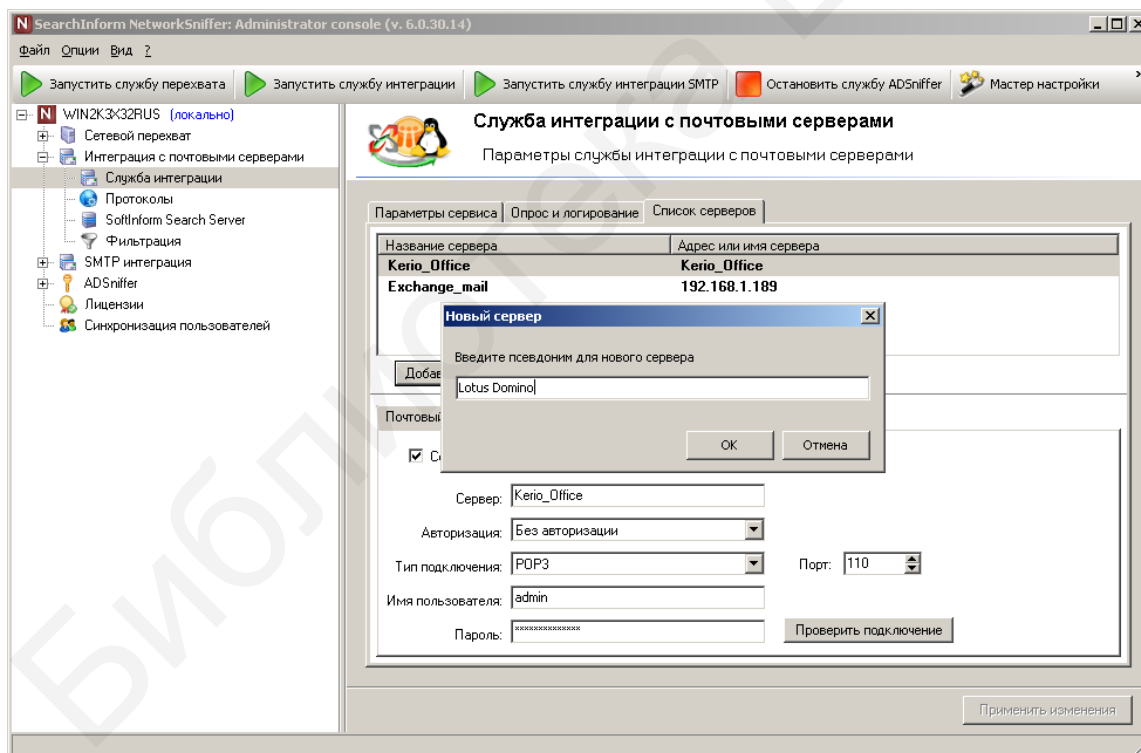 SearchInform NetworkSniffer: Administrator console (v. 6.0.30.14)
Файл Опции Вид ?
Запустить службу перехвата Запустить службу интеграции Запустить службу интеграции SMTP Остановить службу ADSniffer Мастер настройки
WIN2K3X32RUS (локально)
Сетевой перехват
Интеграция с почтовыми серверами
Служба интеграции
Протоколы
SoftInform Search Server
Фильтрация
SMTP интеграция
ADSniffer
Лицензии
Синхронизация пользователей
Служба интеграции с почтовыми серверами
Параметры службы интеграции с почтовыми серверами
Параметры сервиса Опрос и логирование Список серверов
Название сервера Адрес или имя сервера
Kerio_Office Kerio_Office
Exchange_mail 192.168.1.189
Новый сервер
Введите псевдоним для нового сервера
Lotus Domino
OK Отмена
Добав
Почтовый
Сервер: Kerio_Office
Авторизация: Без авторизации
Тип подключения: POP3 Порт: 110
Имя пользователя: admin
Пароль: xxxxxxxxxxxxxx
Проверить подключение
Применить изменения
Библиотека